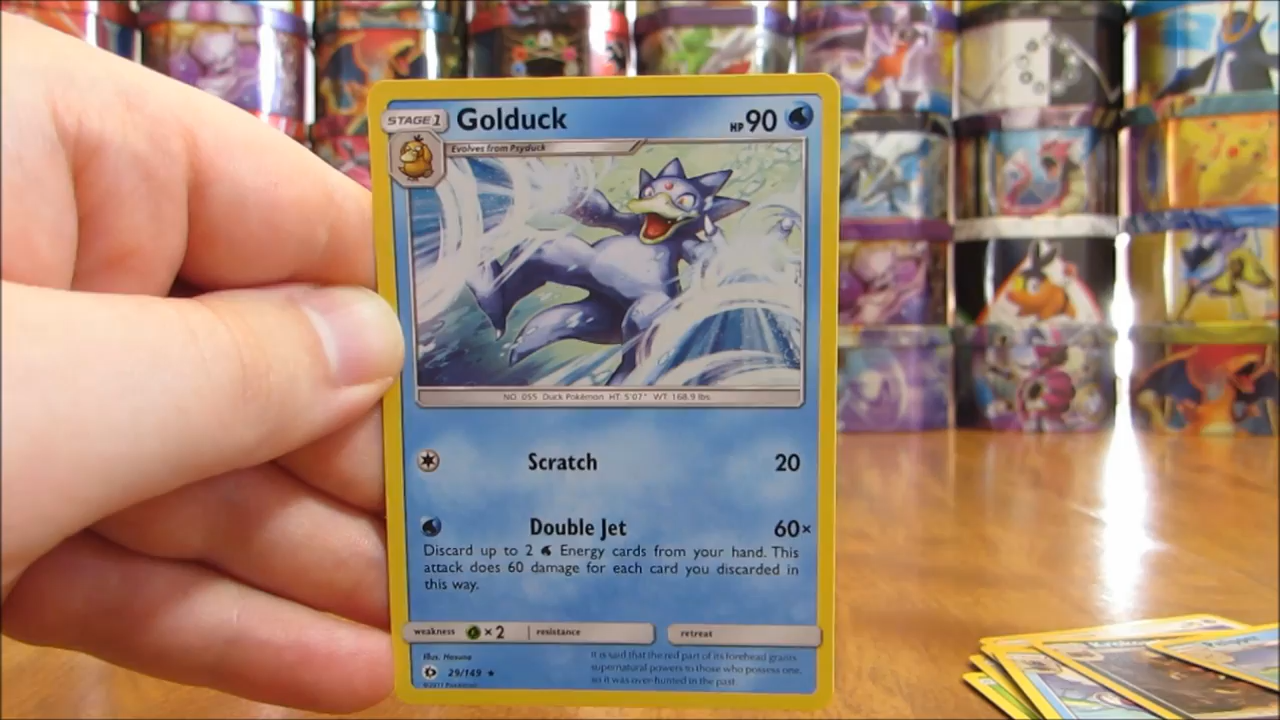 STAGE 1 Golduck HP 90
Evolves from Psyduck
NO. 055 Duck Pokémon HT: 5'07" WT: 168.9 lbs.
Scratch 20
Double Jet 60×
Discard up to 2 Energy cards from your hand. This
attack does 60 damage for each card you discarded in
this way.
weakness ×2 resistance retreat
Illus. Hasuno
29/149
©2017 Pokémon
It is said that the red part of its forehead grants
supernatural powers to those who possess one,
so it was over-hunted in the past.